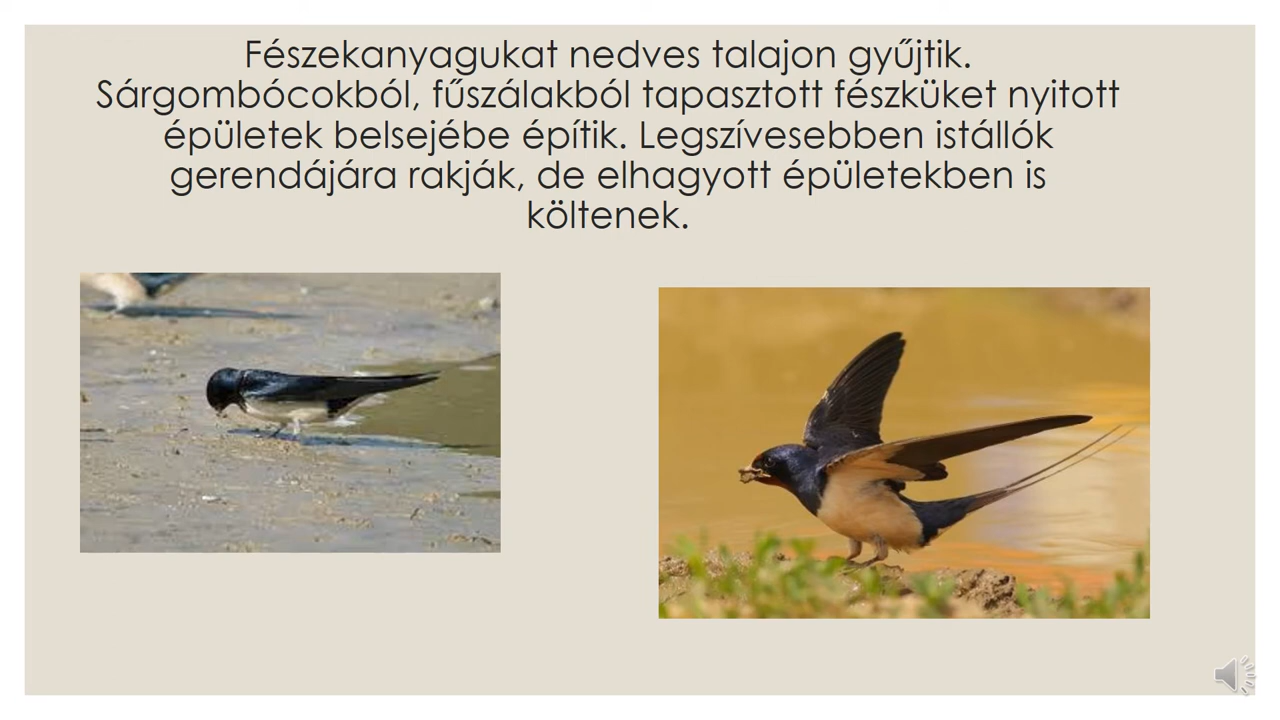 Fészekanyagukat nedves talajon gyűjtik.
Sárgombócokból, fűszálakból tapasztott fészküket nyitott
épületek belsejébe építik. Legszívesebben istállók
gerendájára rakják, de elhagyott épületekben is
költenek.